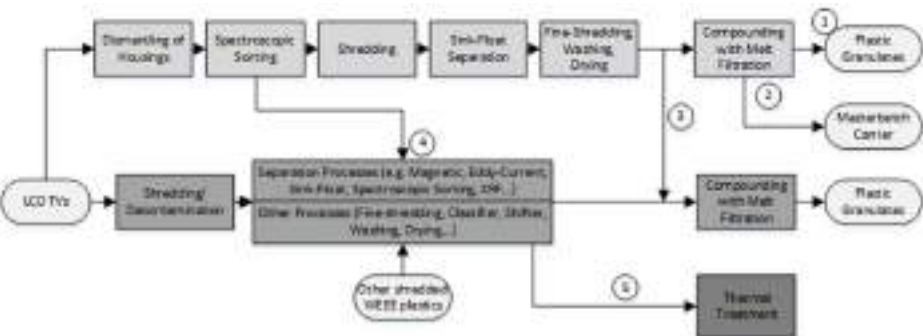 Dismantling of
Housings
Spectroscopic
Sorting
Shredding
Sink-Float
Separation
Fine-Shredding,
Washing,
Drying
Compounding
with Melt
Filtration
1
Plastic
Granulates
2
3
Masterbatch
Carrier
4
LCD TVs
Shredding/
Decontamination
Separation Processes (e.g. Magnetic, Eddy-Current,
Sink-Float, Spectroscopic Sorting, XRF...)
Other Processes (Fine-shredding, Classifier, Shifter,
Washing, Drying...)
Compounding
with Melt
Filtration
Plastic
Granulates
Other shredded
WEEE plastics
5
Thermal
Treatment